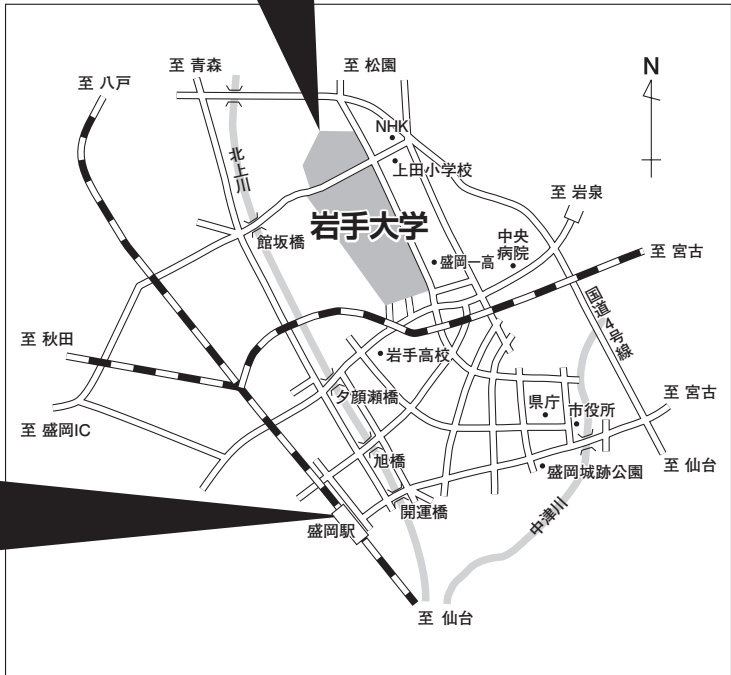 至 青森
至 松園
至 八戸
N
NHK
北上川
上田小学校
至 岩泉
岩手大学
館坂橋
中央
病院
至 宮古
盛岡一高
国道4号線
至 秋田
岩手高校
夕顔瀬橋
県庁
市役所
至 宮古
至 盛岡IC
旭橋
至 仙台
盛岡城跡公園
開運橋
中津川
盛岡駅
至 仙台